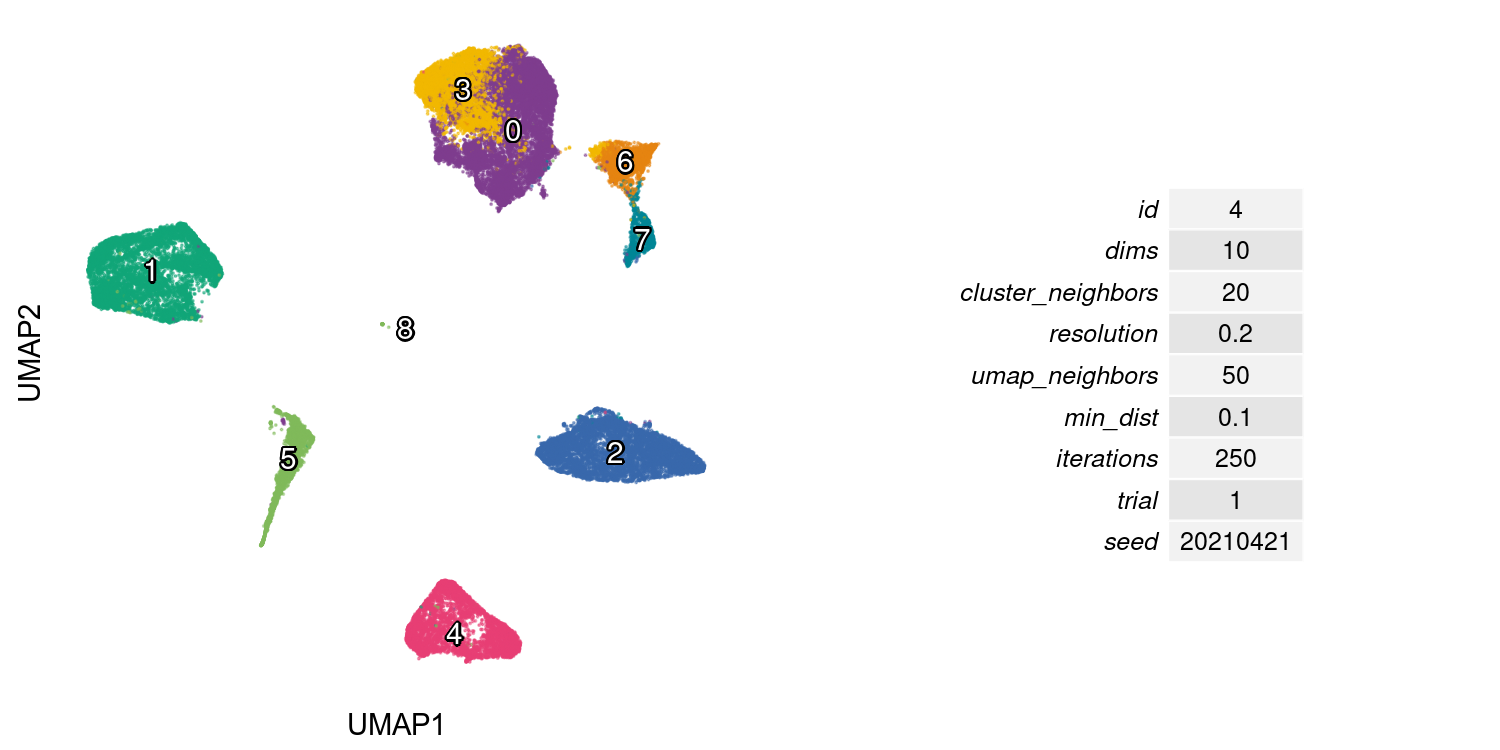 3
0
6
7
1
8
5
2
4
UMAP1
UMAP2
id 4
dims 10
cluster_neighbors 20
resolution 0.2
umap_neighbors 50
min_dist 0.1
iterations 250
trial 1
seed 20210421